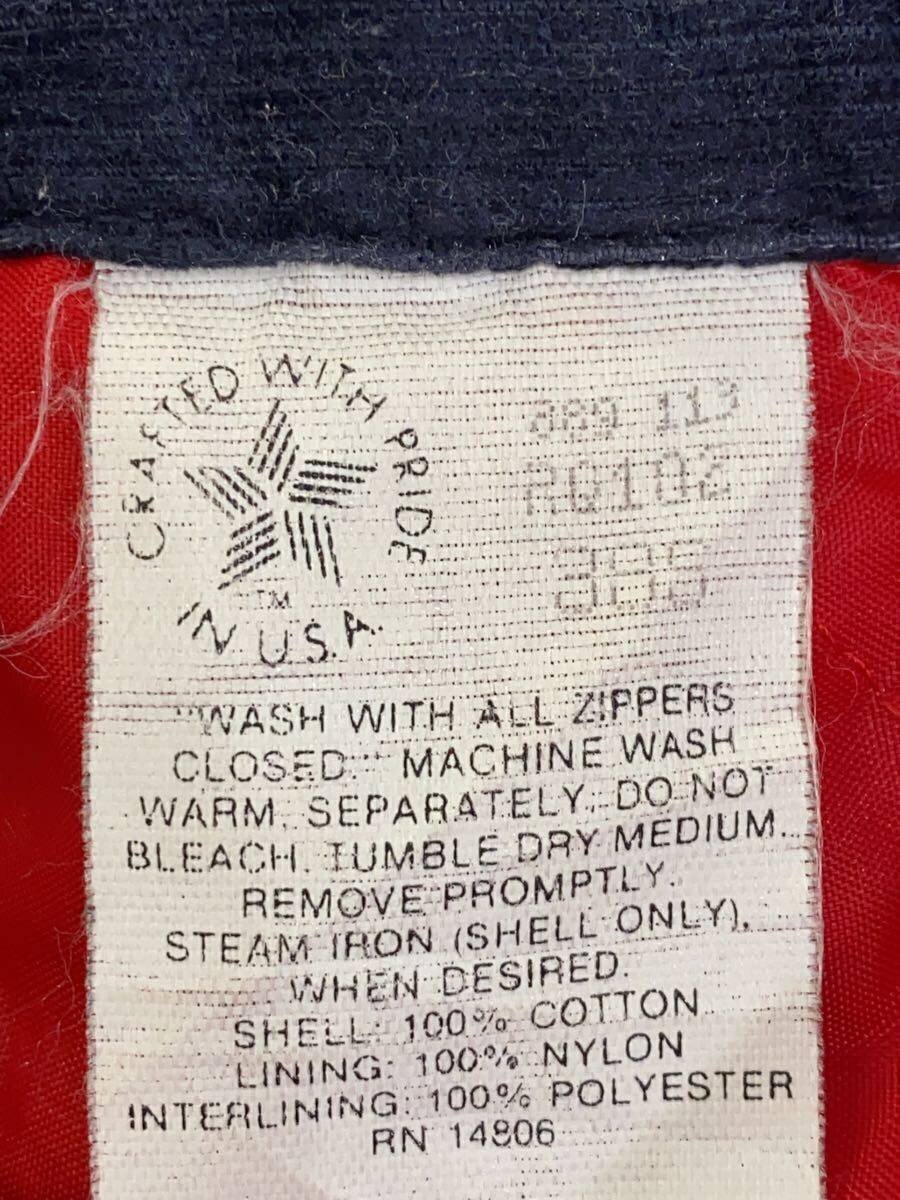 CRAFTED WITH PRIDE
IN U.S.A.
TM
"WASH WITH ALL ZIPPERS
CLOSED." MACHINE WASH
WARM, SEPARATELY, DO NOT
BLEACH. TUMBLE DRY MEDIUM.
REMOVE PROMPTLY.
STEAM IRON (SHELL ONLY),
WHEN DESIRED.
SHELL: 100% COTTON
LINING: 100% NYLON
INTERLINING: 100% POLYESTER
RN 14806